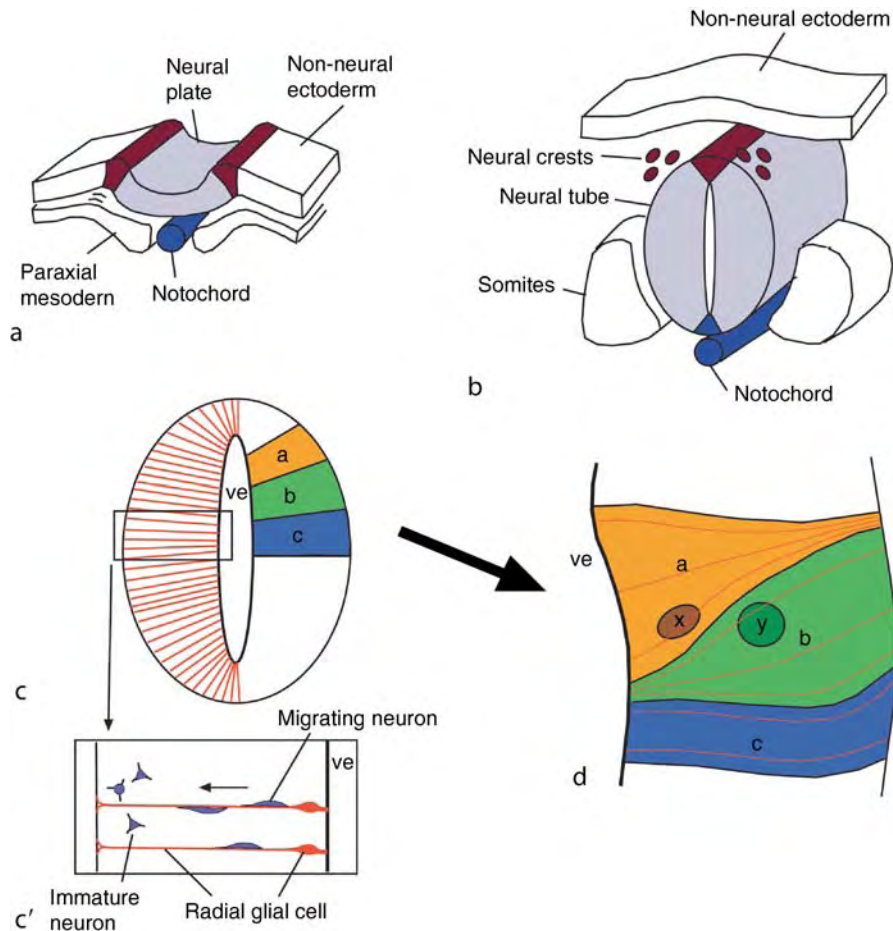 Neural
plate
Non-neural
ectoderm
Paraxial
mesodern
Notochord
a
Non-neural ectoderm
Neural crests
Neural tube
Somites
Notochord
b
a
ve
b
c
c
Migrating neuron
ve
Immature
neuron
Radial glial cell
c′
ve
a
x
y
b
c
d